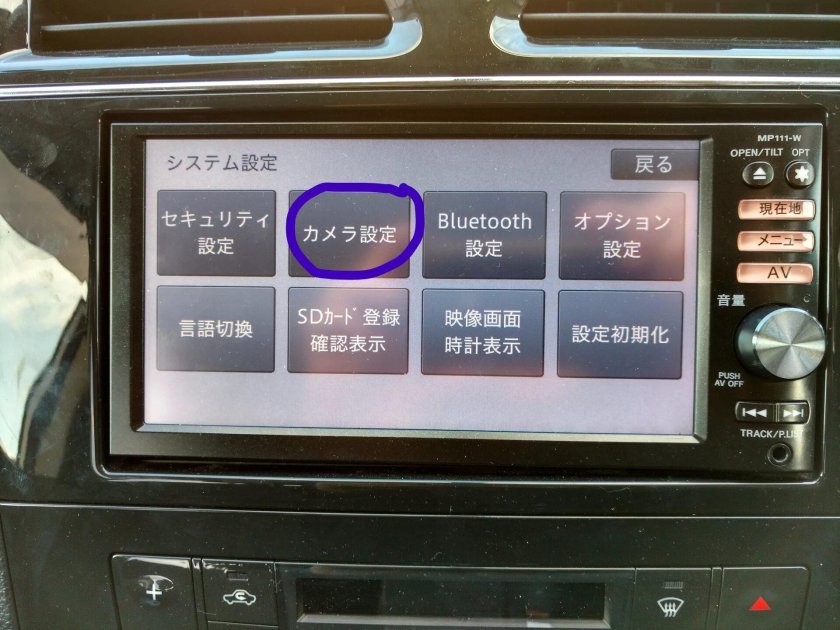 MP111-W
OPEN/TILT OPT
システム設定
戻る
セキュリティ
設定
カメラ設定
Bluetooth
設定
オプション
設定
現在地
メニュー
AV
言語切換
SDカード登録
確認表示
映像画面
時計表示
設定初期化
音量
PUSH
AV OFF
TRACK/P.LIST